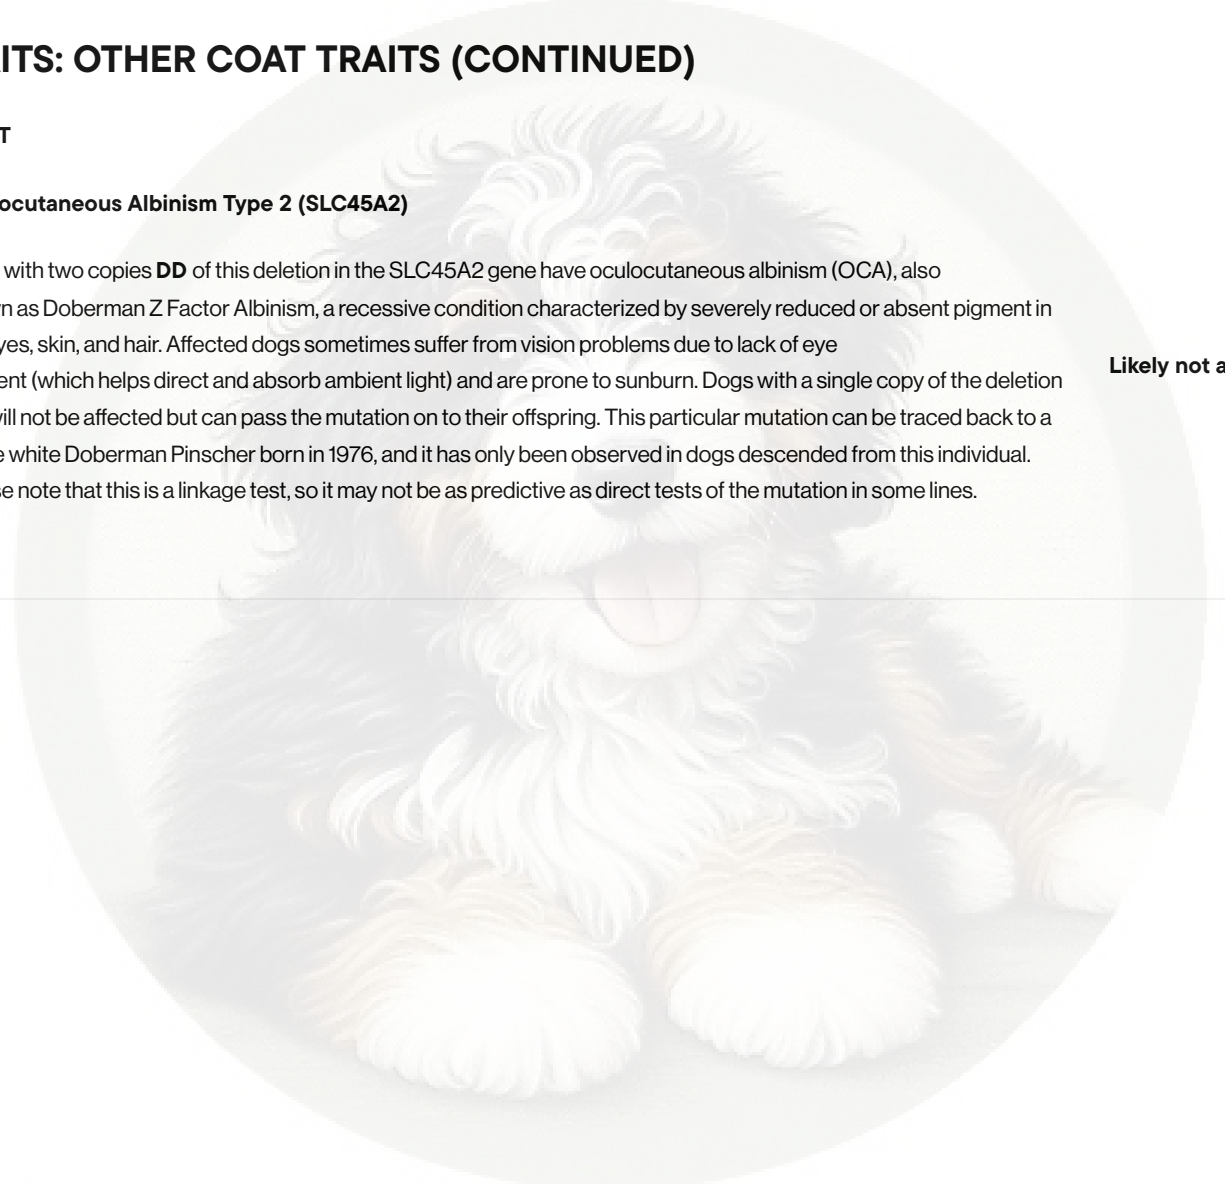 ITS: OTHER COAT TRAITS (CONTINUED)
T
ocutaneous Albinism Type 2 (SLC45A2)
with two copies DD of this deletion in the SLC45A2 gene have oculocutaneous albinism (OCA), also
n as Doberman Z Factor Albinism, a recessive condition characterized by severely reduced or absent pigment in
yes, skin, and hair. Affected dogs sometimes suffer from vision problems due to lack of eye
Likely not a
ent (which helps direct and absorb ambient light) and are prone to sunburn. Dogs with a single copy of the deletion
ill not be affected but can pass the mutation on to their offspring. This particular mutation can be traced back to a
e white Doberman Pinscher born in 1976, and it has only been observed in dogs descended from this individual.
se note that this is a linkage test, so it may not be as predictive as direct tests of the mutation in some lines.